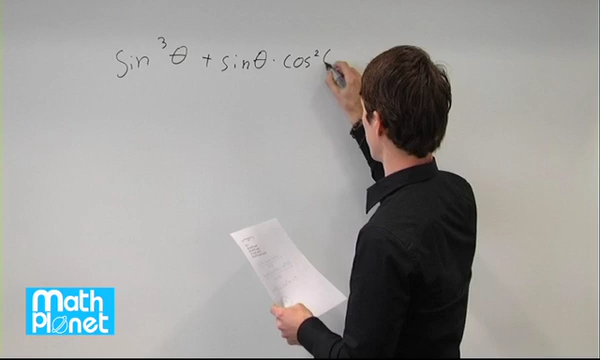 sin³θ + sinθ · cos²
Math
Planet